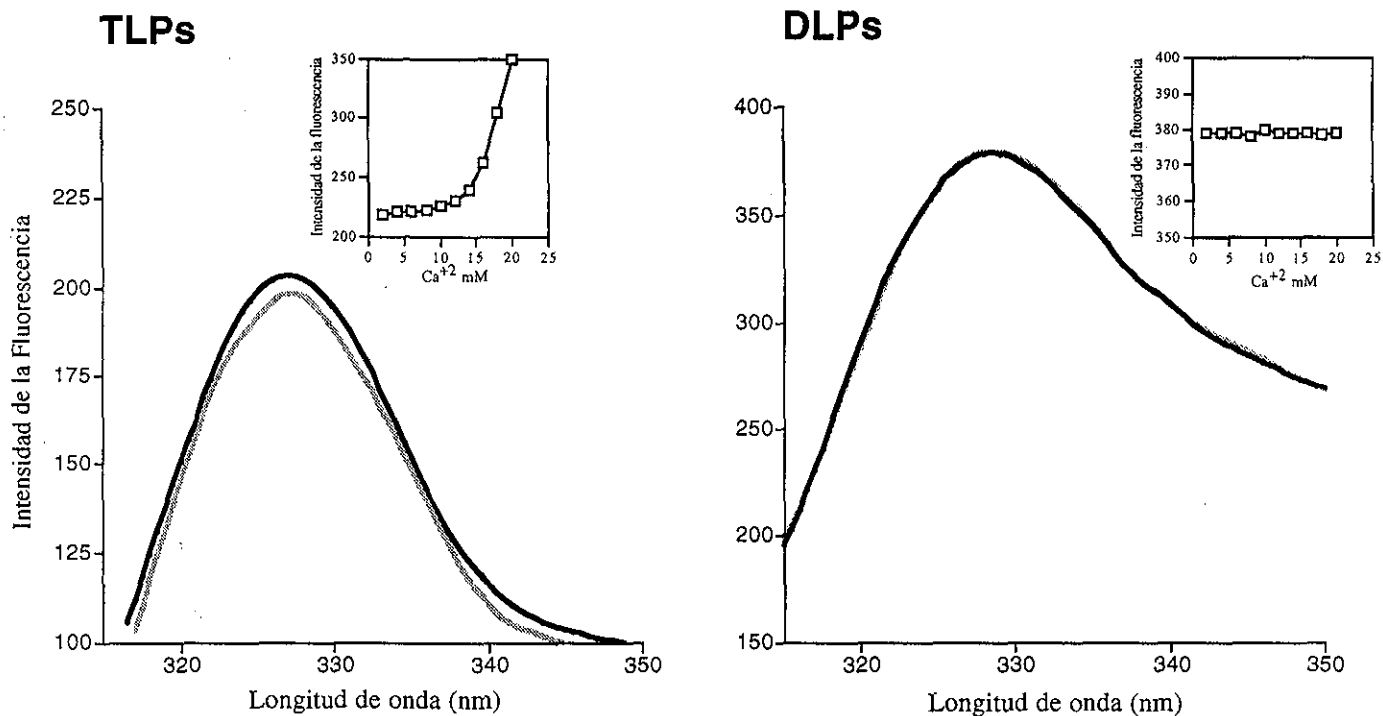 TLPs
Intensidad de la fluorescencia
350
300
250
200
0 5 10 15 20 25
Ca+2 mM
Intensidad de la Fluorescencia
250
225
200
175
150
125
100
320 330 340 350
Longitud de onda (nm)
DLPs
Intensidad de la fluorescencia
400
390
380
370
360
350
0 5 10 15 20 25
Ca+2 mM
400
350
300
250
200
150
320 330 340 350
Longitud de onda (nm)